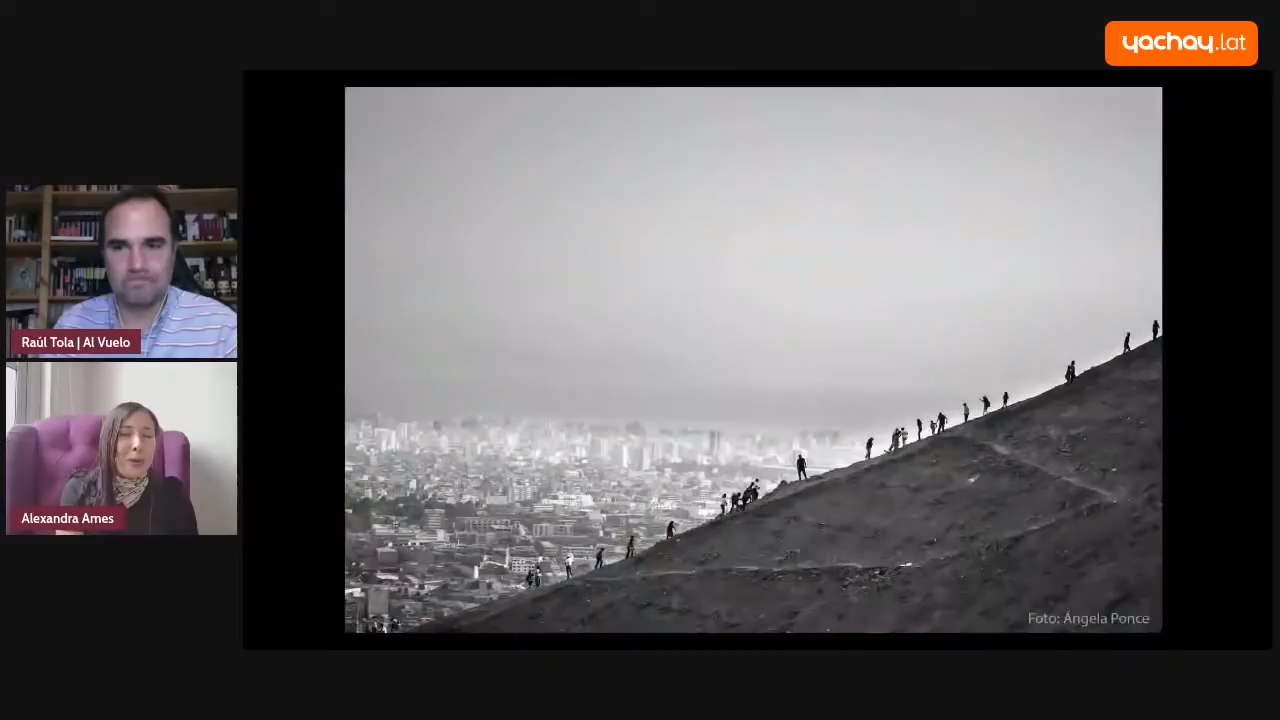 yachay.lat
Raúl Tola | Al Vuelo
Alexandra Ames
Foto: Ángela Ponce